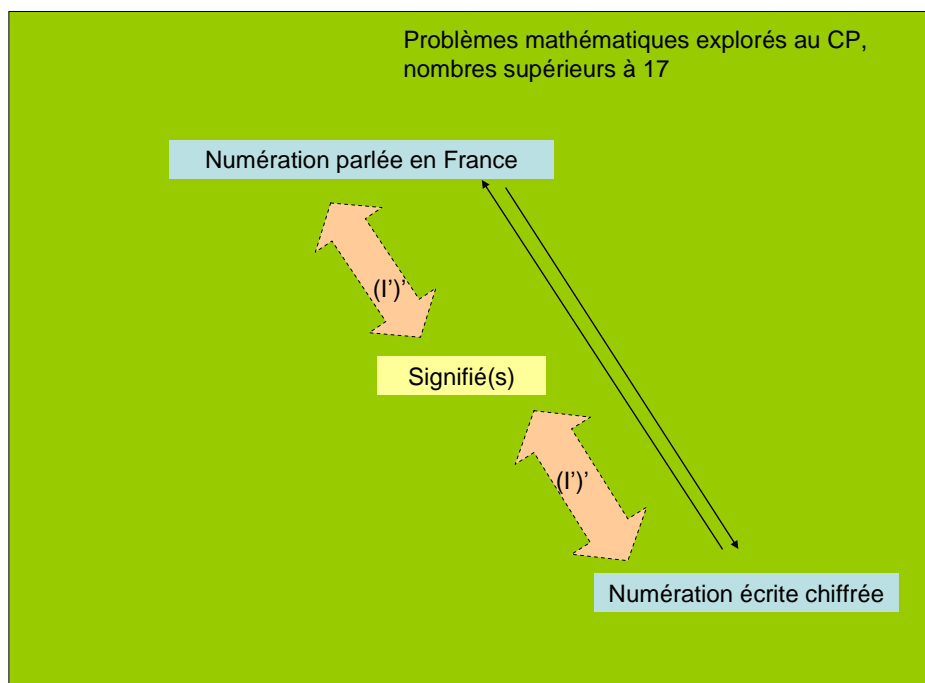 Problèmes mathématiques explorés au CP,
nombres supérieurs à 17
Numération parlée en France
(I’)’
Signifié(s)
(I’)’
Numération écrite chiffrée